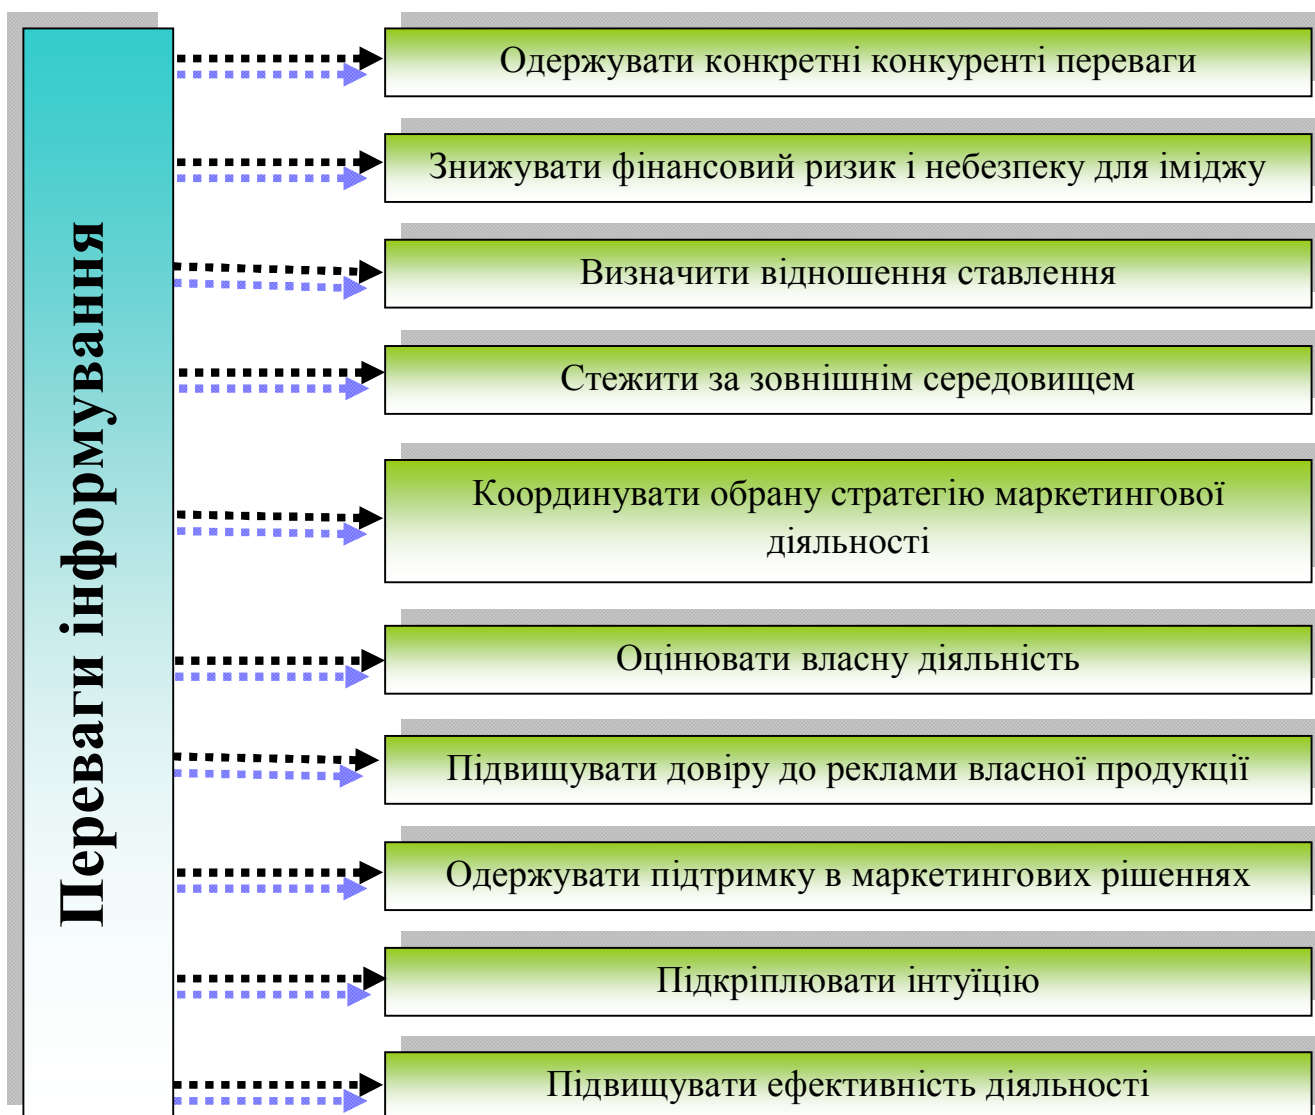 Переваги інформування
Одержувати конкретні конкуренті переваги
Знижувати фінансовий ризик і небезпеку для іміджу
Визначити відношення ставлення
Стежити за зовнішнім середовищем
Координувати обрану стратегію маркетингової
діяльності
Оцінювати власну діяльність
Підвищувати довіру до реклами власної продукції
Одержувати підтримку в маркетингових рішеннях
Підкріплювати інтуїцію
Підвищувати ефективність діяльності